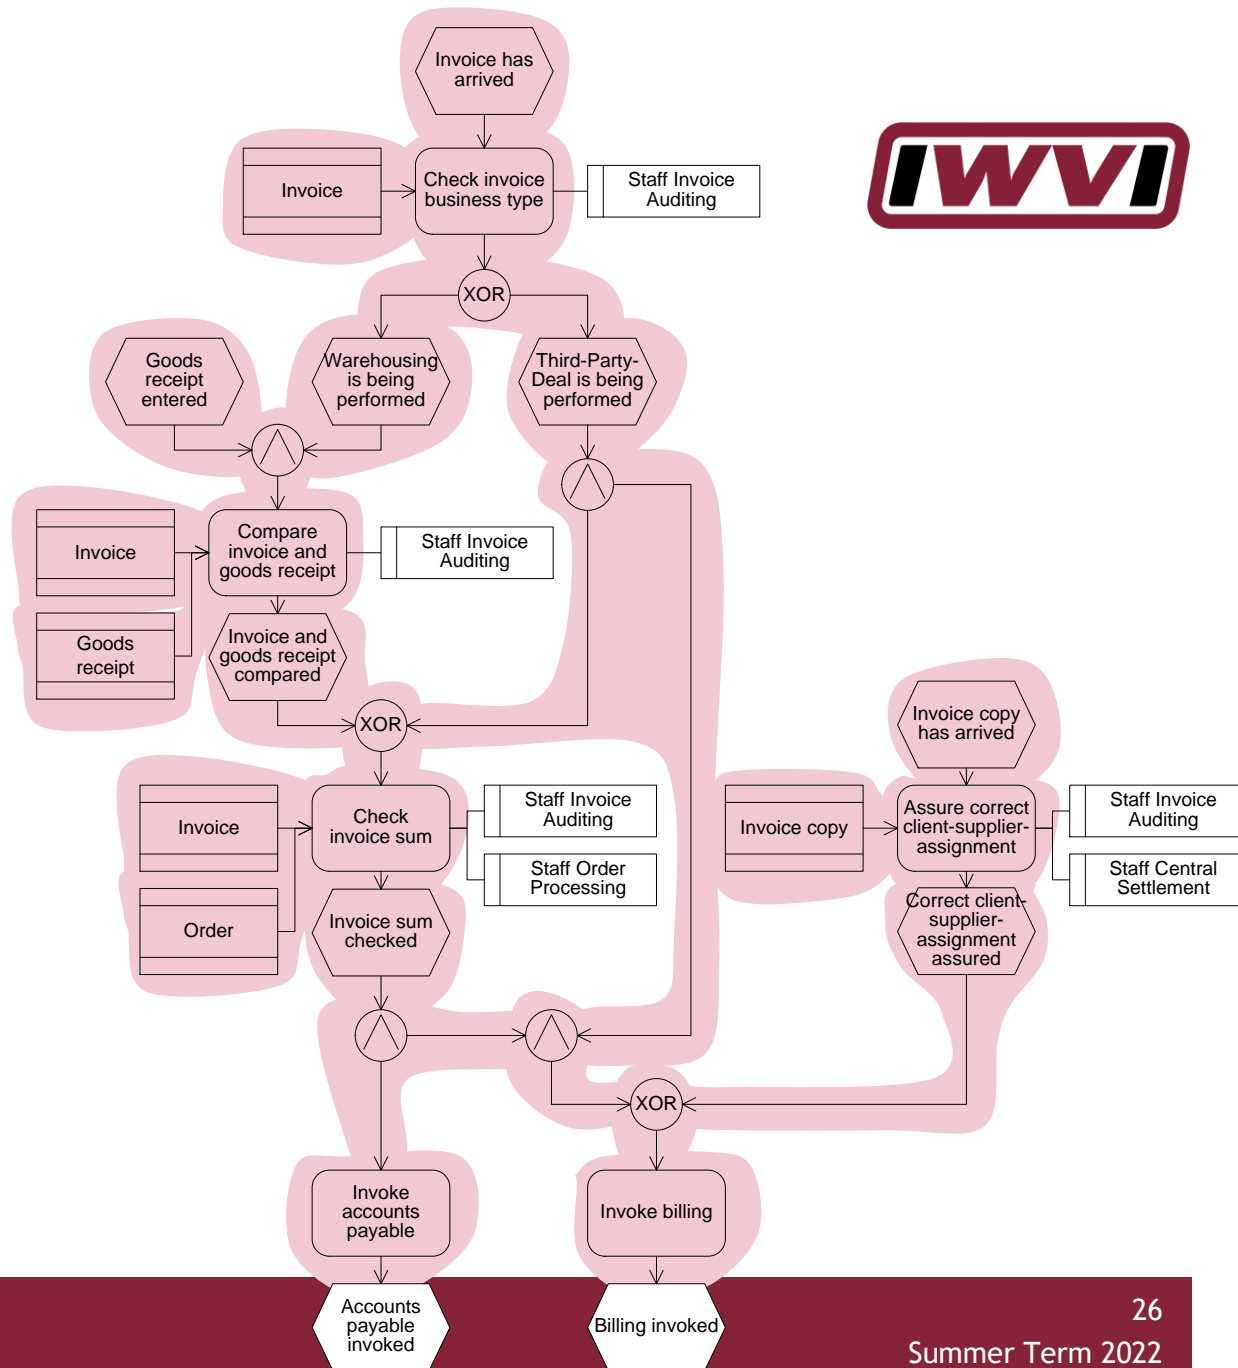 Invoice has
arrived
IWVI
Invoice
Check invoice
business type
Staff Invoice
Auditing
XOR
Goods
receipt
entered
Warehousing
is being
performed
Third-Party-
Deal is being
performed
Invoice
Compare
invoice and
goods receipt
Staff Invoice
Auditing
Goods
receipt
Invoice and
goods receipt
compared
XOR
Invoice copy
has arrived
Invoice
Check
invoice sum
Staff Invoice
Auditing
Staff Order
Processing
Invoice copy
Assure correct
client-supplier-
assignment
Staff Invoice
Auditing
Staff Central
Settlement
Order
Invoice sum
checked
Correct client-
supplier-
assignment
assured
XOR
Invoke
accounts
payable
Invoke billing
Accounts
payable
invoked
Billing invoked
26
Summer Term 2022